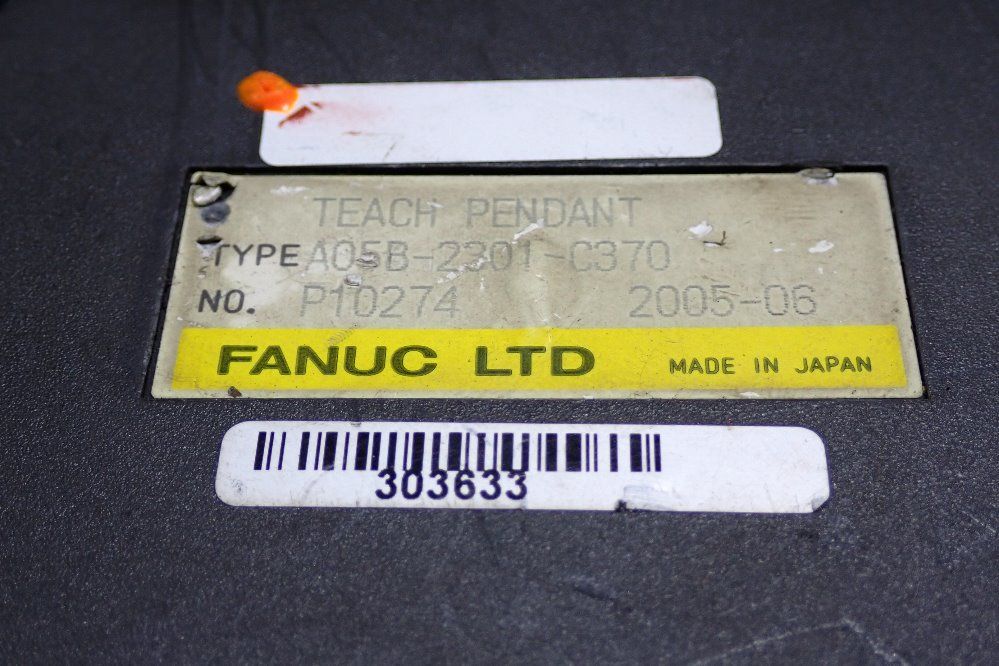 TEACH PENDANT
TYPE A05B-2301-C370
NO. P10274 2005-06
FANUC LTD MADE IN JAPAN
303633